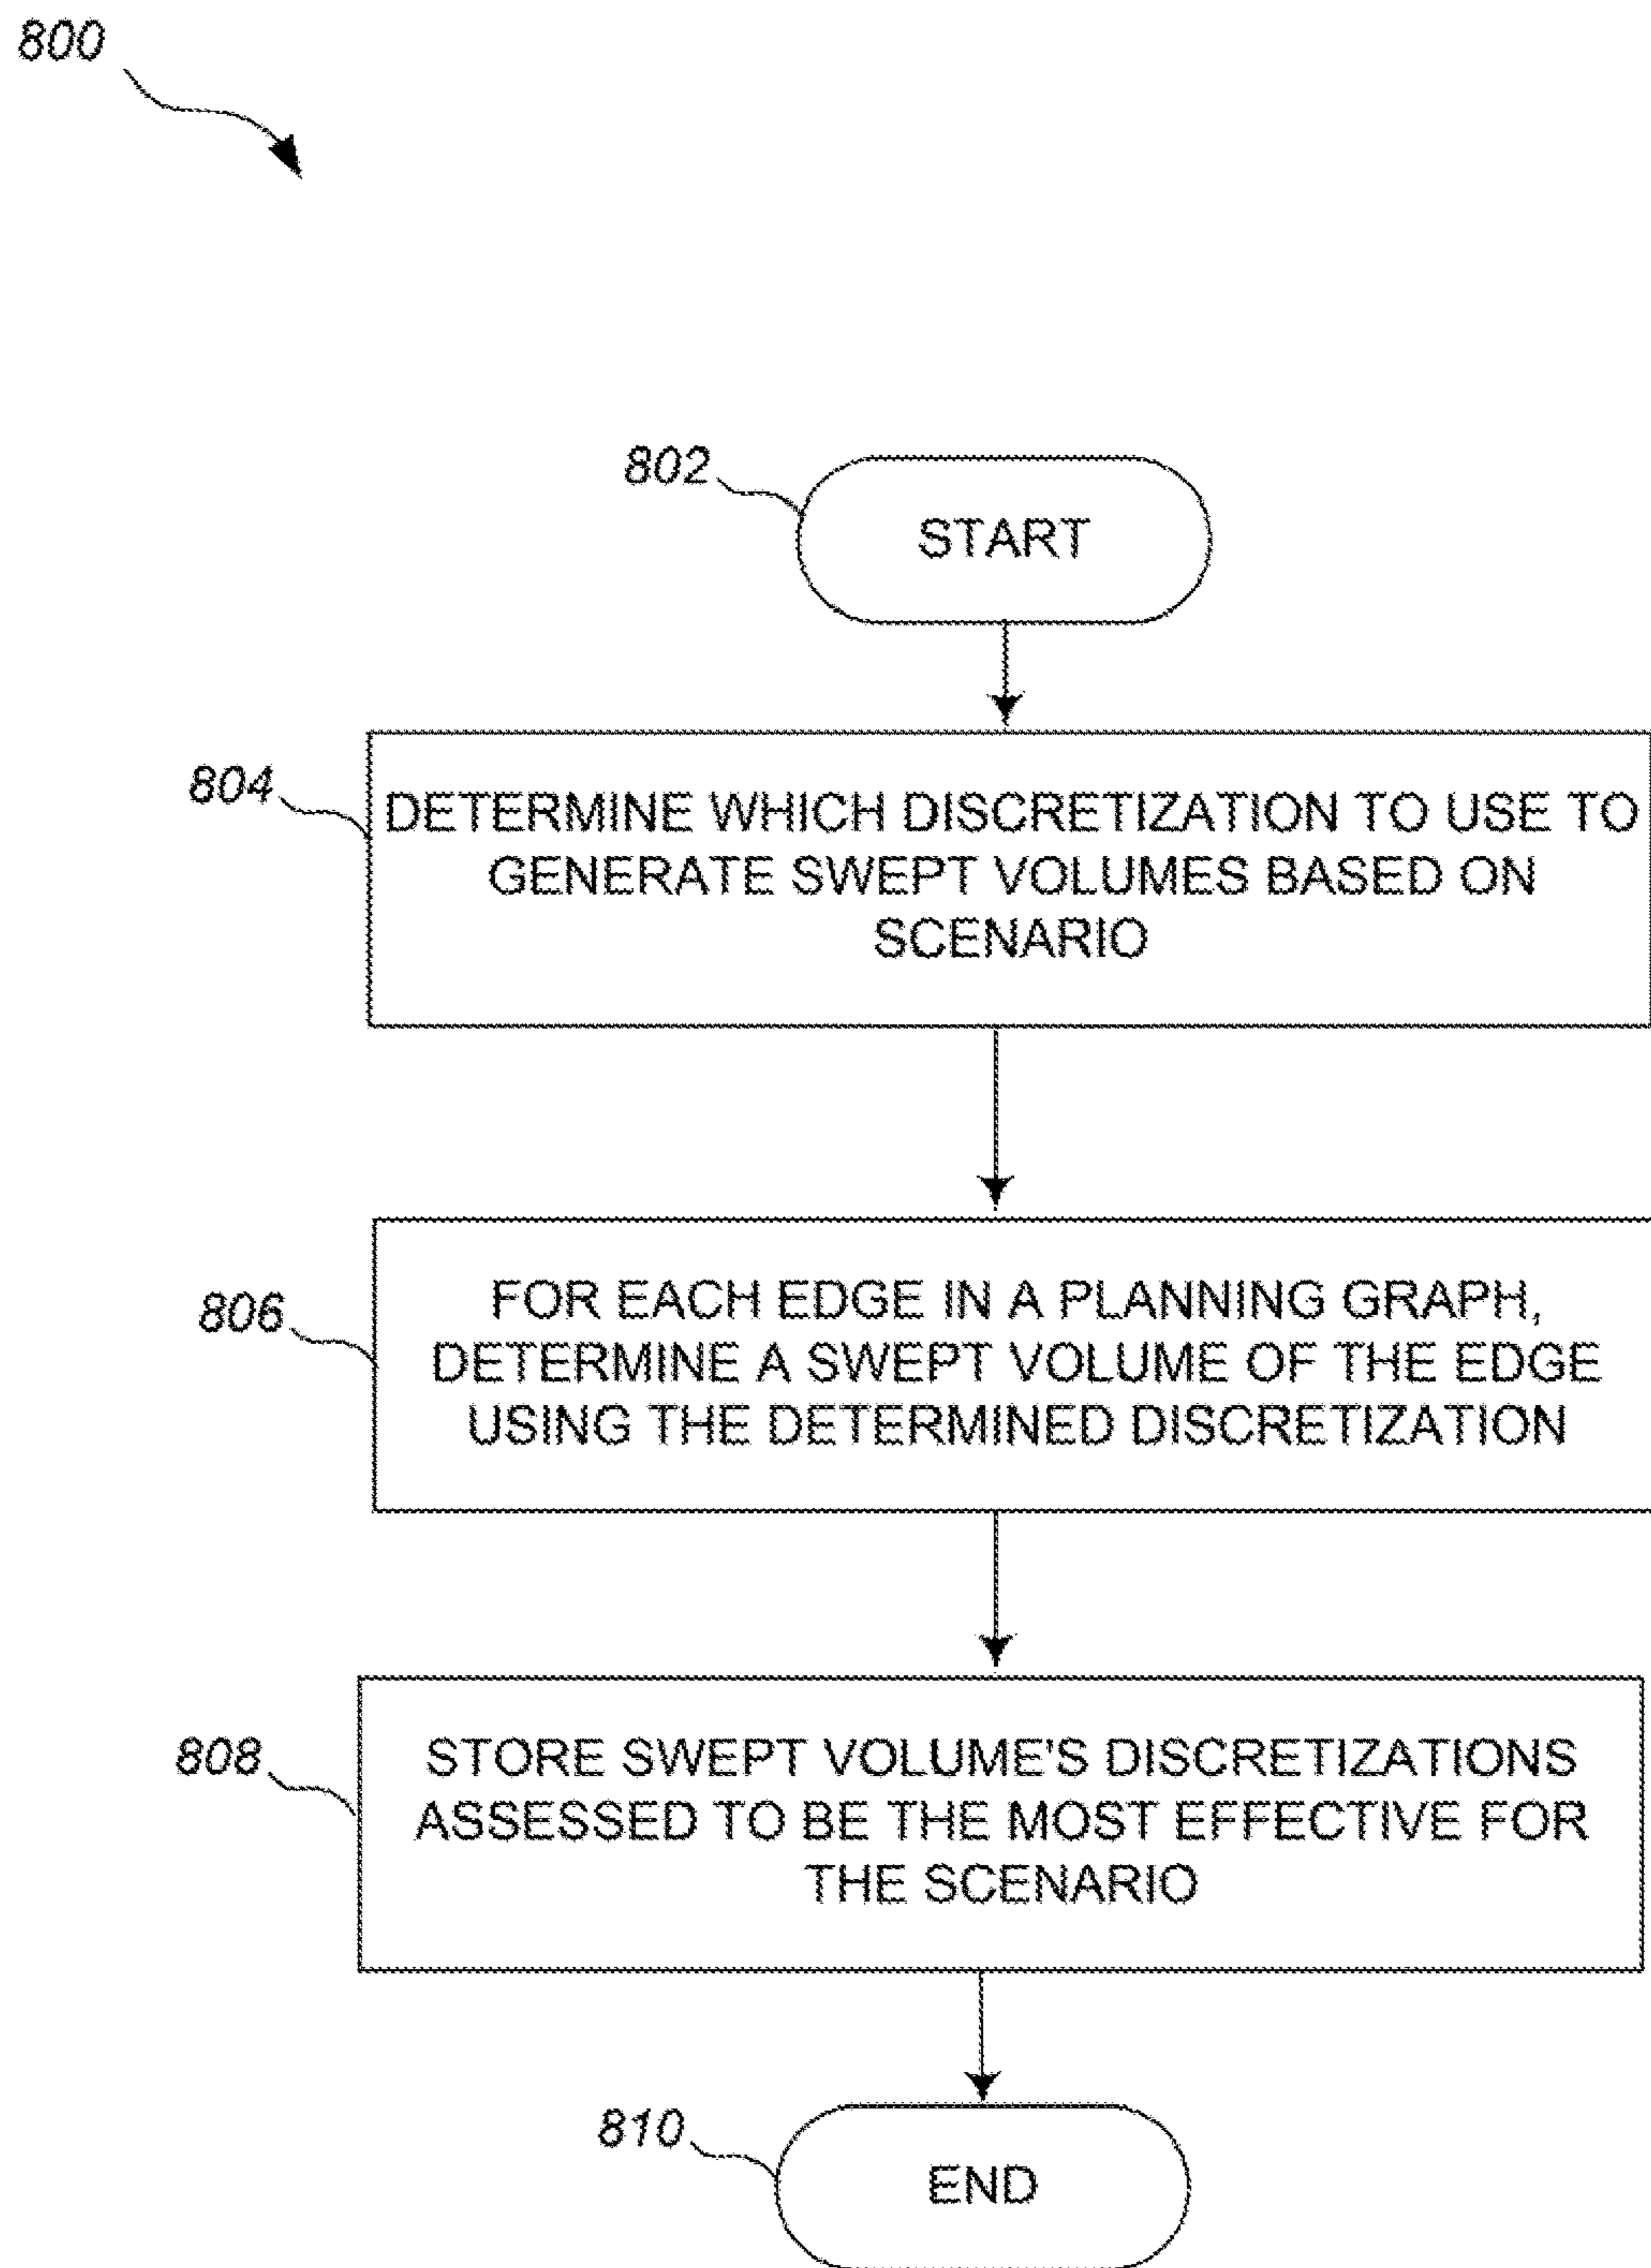 800
802
START
804
DETERMINE WHICH DISCRETIZATION TO USE TO
GENERATE SWEPT VOLUMES BASED ON
SCENARIO
806
FOR EACH EDGE IN A PLANNING GRAPH,
DETERMINE A SWEPT VOLUME OF THE EDGE
USING THE DETERMINED DISCRETIZATION
808
STORE SWEPT VOLUME'S DISCRETIZATIONS
ASSESSED TO BE THE MOST EFFECTIVE FOR
THE SCENARIO
810
END